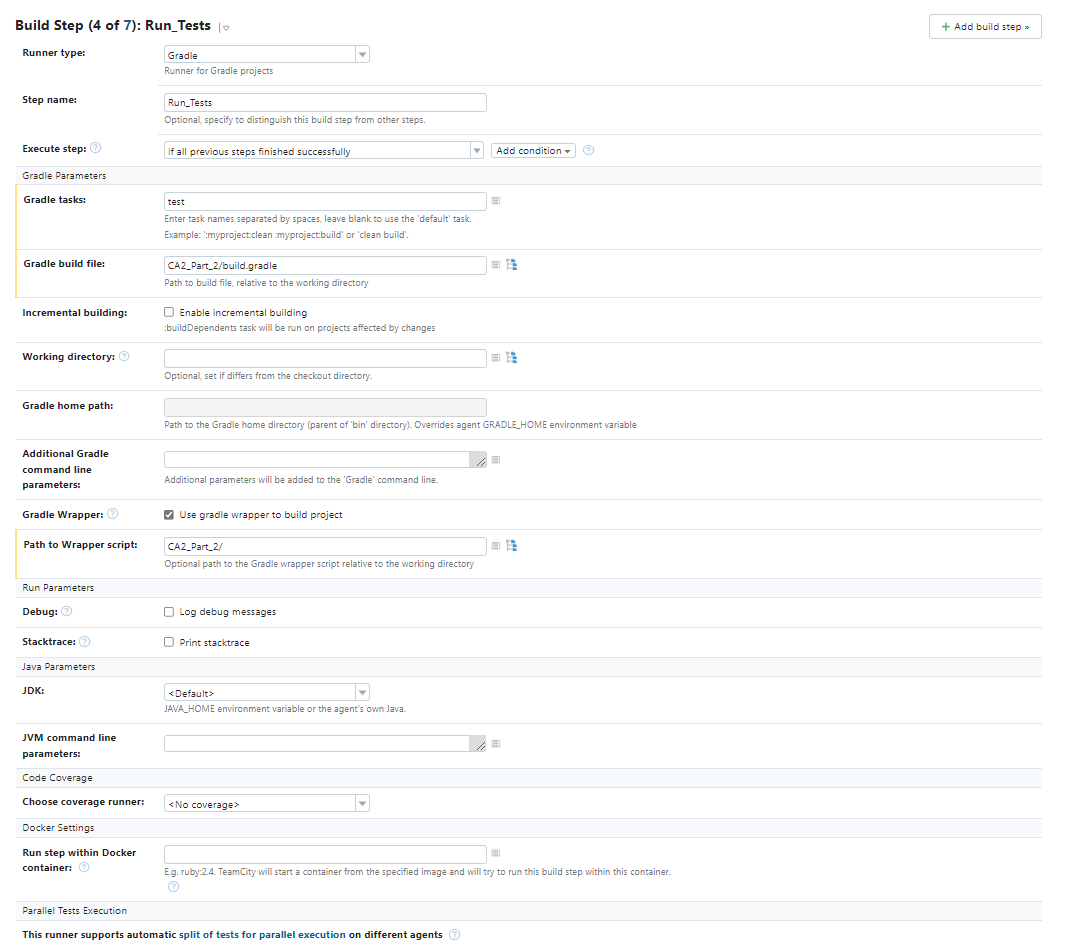 Build Step (4 of 7): Run_Tests
+ Add build step »
Runner type:
Gradle
Runner for Gradle projects
Step name:
Run_Tests
Optional, specify to distinguish this build step from other steps.
Execute step:
If all previous steps finished successfully
Add condition
Gradle Parameters
Gradle tasks:
test
Enter task names separated by spaces, leave blank to use the 'default' task.
Example: ':myproject:clean :myproject:build' or 'clean build'.
Gradle build file:
CA2_Part_2/build.gradle
Path to build file, relative to the working directory
Incremental building:
Enable incremental building
:buildDependents task will be run on projects affected by changes
Working directory:
Optional, set if differs from the checkout directory.
Gradle home path:
Path to the Gradle home directory (parent of 'bin' directory). Overrides agent GRADLE_HOME environment variable
Additional Gradle
command line
parameters:
Additional parameters will be added to the 'Gradle' command line.
Gradle Wrapper:
Use gradle wrapper to build project
Path to Wrapper script:
CA2_Part_2/
Optional path to the Gradle wrapper script relative to the working directory
Run Parameters
Debug:
Log debug messages
Stacktrace:
Print stacktrace
Java Parameters
JDK:
<Default>
JAVA_HOME environment variable or the agent's own Java.
JVM command line
parameters:
Code Coverage
Choose coverage runner:
<No coverage>
Docker Settings
Run step within Docker
container:
E.g. ruby:2.4. TeamCity will start a container from the specified image and will try to run this build step within this container.
Parallel Tests Execution
This runner supports automatic split of tests for parallel execution on different agents